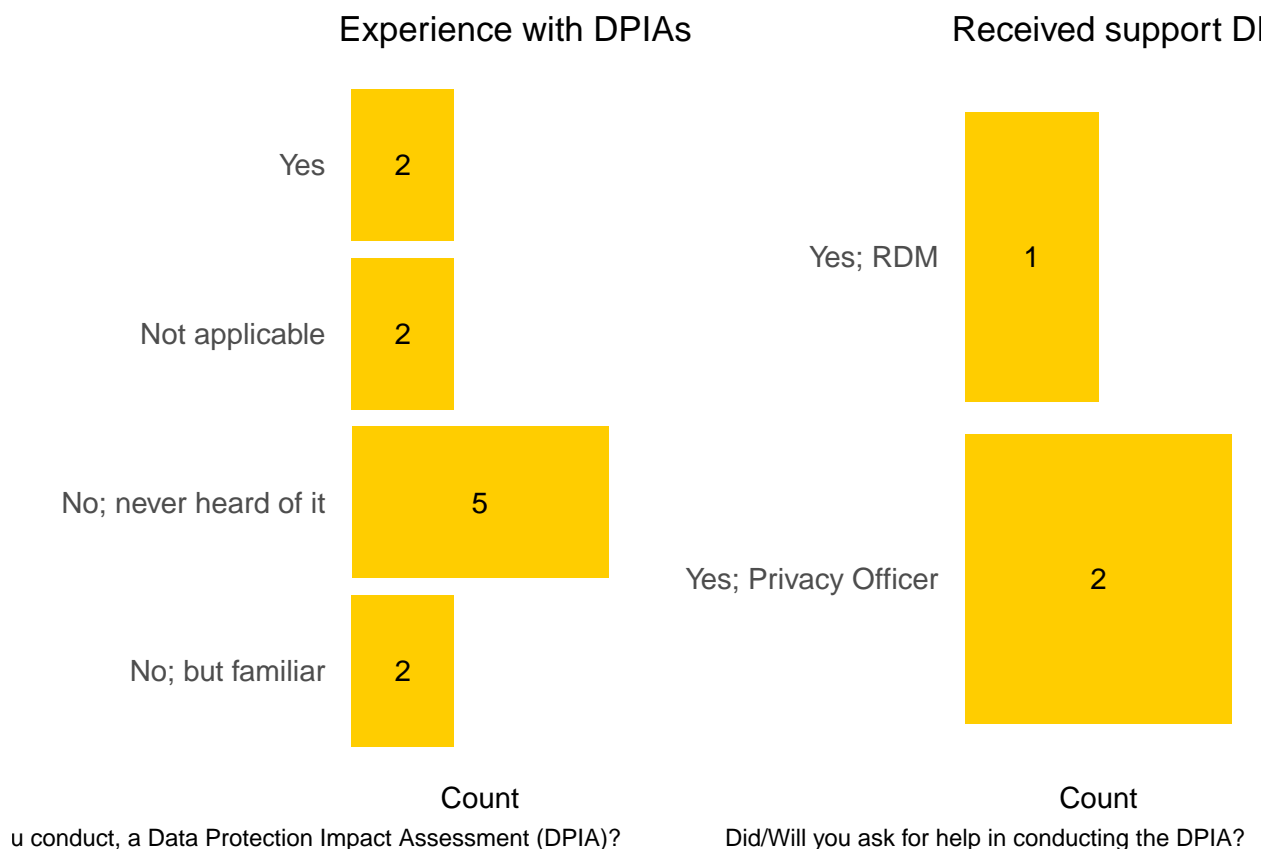 Experience with DPIAs
Yes
2
Not applicable
2
No; never heard of it
5
No; but familiar
2
Count
u conduct, a Data Protection Impact Assessment (DPIA)?
Received support
Yes; RDM
1
Yes; Privacy Officer
2
Count
Did/Will you ask for help in conducting the DPIA?